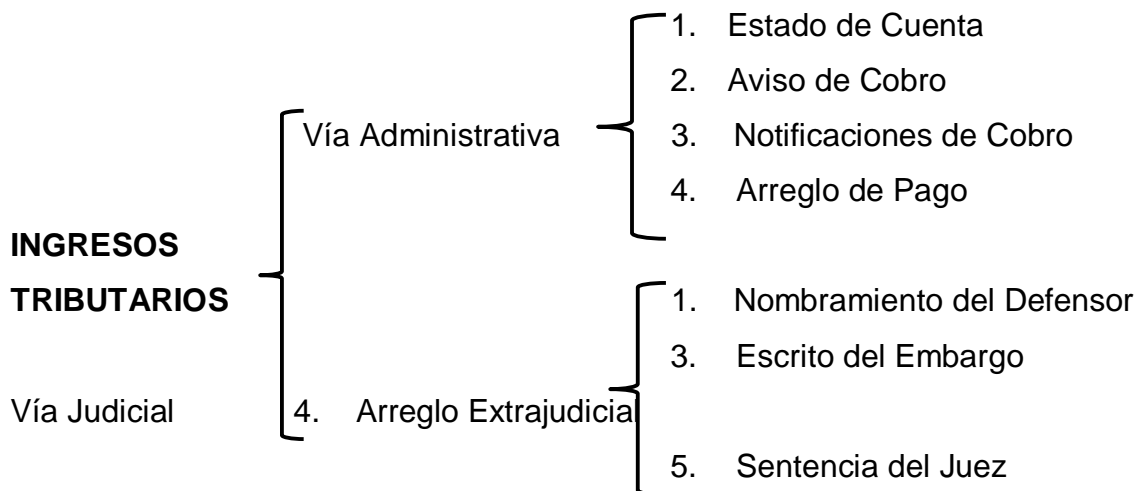 1. Estado de Cuenta
2. Aviso de Cobro
Vía Administrativa
3. Notificaciones de Cobro
4. Arreglo de Pago
INGRESOS
TRIBUTARIOS
1. Nombramiento del Defensor
3. Escrito del Embargo
Vía Judicial 4. Arreglo Extrajudicial
5. Sentencia del Juez